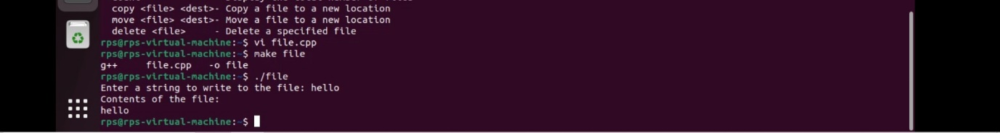 copy <file> <dest>- Copy a file to a new location
move <file> <dest>- Move a file to a new location
delete <file>      - Delete a specified file
rps@rps-virtual-machine:~$ vi file.cpp
rps@rps-virtual-machine:~$ make file
g++     file.cpp   -o file
rps@rps-virtual-machine:~$ ./file
Enter a string to write to the file: hello
Contents of the file:
hello
rps@rps-virtual-machine:~$